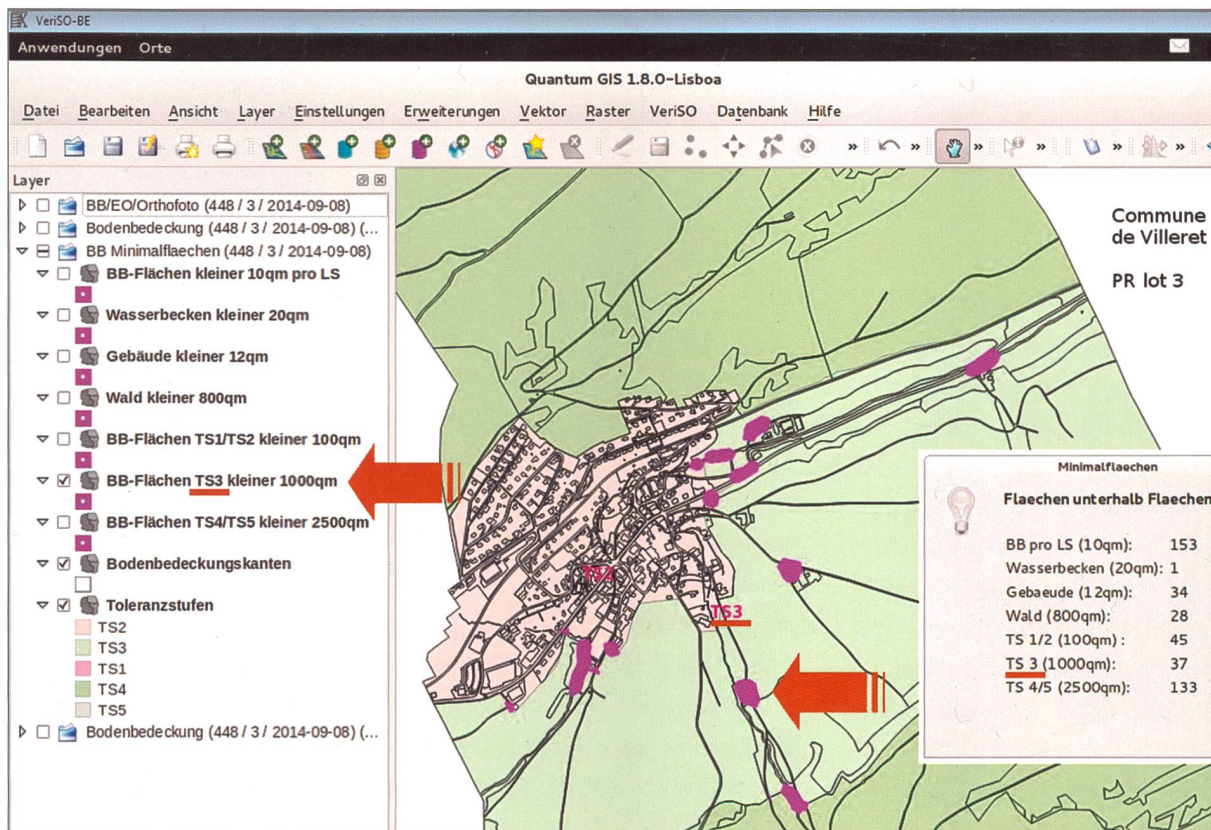 VeriSO-BE
Anwendungen Orte
Quantum GIS 1.8.0-Lisboa
Datei Bearbeiten Ansicht Layer Einstellungen Erweiterungen Vektor Raster VeriSO Datenbank Hilfe
Layer
BB/EO/Orthofoto (448 / 3 / 2014-09-08)
Bodenbedeckung (448 / 3 / 2014-09-08) (...
BB Minimalflaechen (448 / 3 / 2014-09-08)
BB-Flächen kleiner 10qm pro LS
Wasserbecken kleiner 20qm
Gebäude kleiner 12qm
Wald kleiner 800qm
BB-Flächen TS1/TS2 kleiner 100qm
BB-Flächen TS3 kleiner 1000qm
BB-Flächen TS4/TS5 kleiner 2500qm
Bodenbedeckungskanten
Toleranzstufen
TS2
TS3
TS1
TS4
TS5
Bodenbedeckung (448 / 3 / 2014-09-08) (...
TS2
TS3
Commune
de Villeret
PR lot 3
Minimalflaechen
Flaechen unterhalb Flaechen
BB pro LS (10qm): 153
Wasserbecken (20qm): 1
Gebaeude (12qm): 34
Wald (800qm): 28
TS 1/2 (100qm) : 45
TS 3 (1000qm): 37
TS 4/5 (2500qm): 133